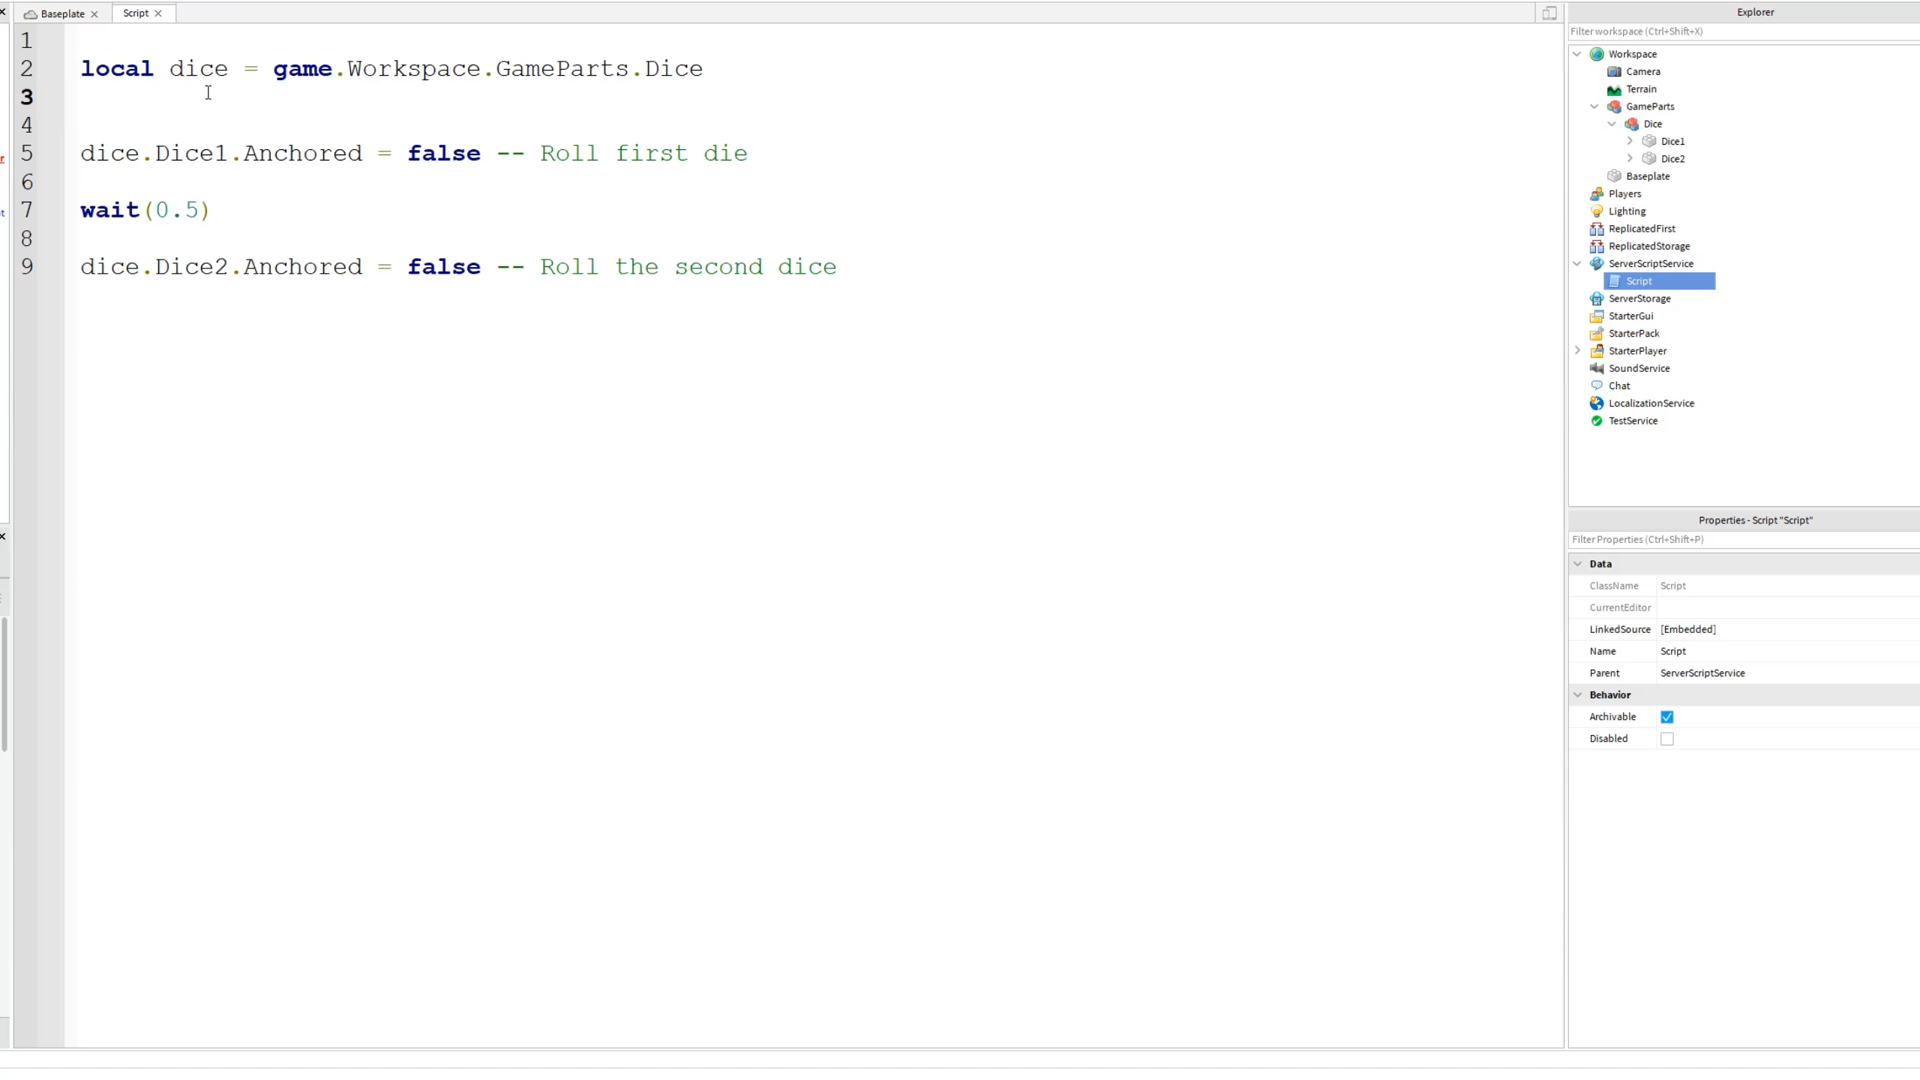 Baseplate
Script
1
2 local dice = game.Workspace.GameParts.Dice
3
4
5 dice.Dice1.Anchored = false -- Roll first die
6
7 wait(0.5)
8
9 dice.Dice2.Anchored = false -- Roll the second dice
Explorer
Filter workspace (Ctrl+Shift+X)
Workspace
Camera
Terrain
GameParts
Dice
Dice1
Dice2
Baseplate
Players
Lighting
ReplicatedFirst
ReplicatedStorage
ServerScriptService
Script
ServerStorage
StarterGui
StarterPack
StarterPlayer
SoundService
Chat
LocalizationService
TestService
Properties - Script "Script"
Filter Properties (Ctrl+Shift+P)
Data
ClassName Script
CurrentEditor
LinkedSource [Embedded]
Name Script
Parent ServerScriptService
Behavior
Archivable
Disabled